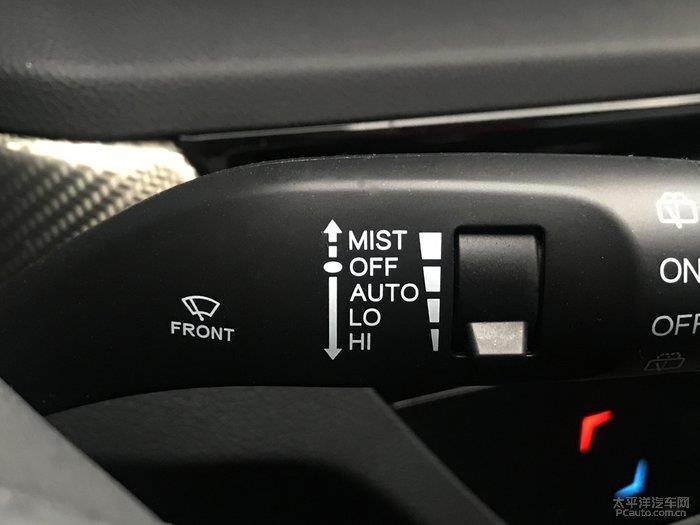 MIST
OFF
AUTO
LO
HI
FRONT
ON
OFF
太平洋汽车网
PCauto.com.cn